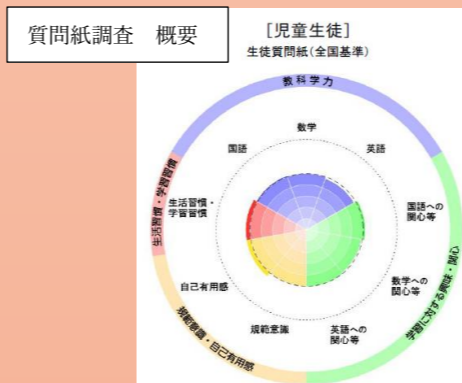 質問紙調査　概要
［児童生徒］
生徒質問紙（全国基準）
教科学力
数学
国語
英語
生活習慣・学習習慣
生活習慣・
学習習慣
国語への
関心等
自己有用感
数学への
関心等
学習に対する興味・関心
規範意識
英語への
関心等
規範意識・自己有用感